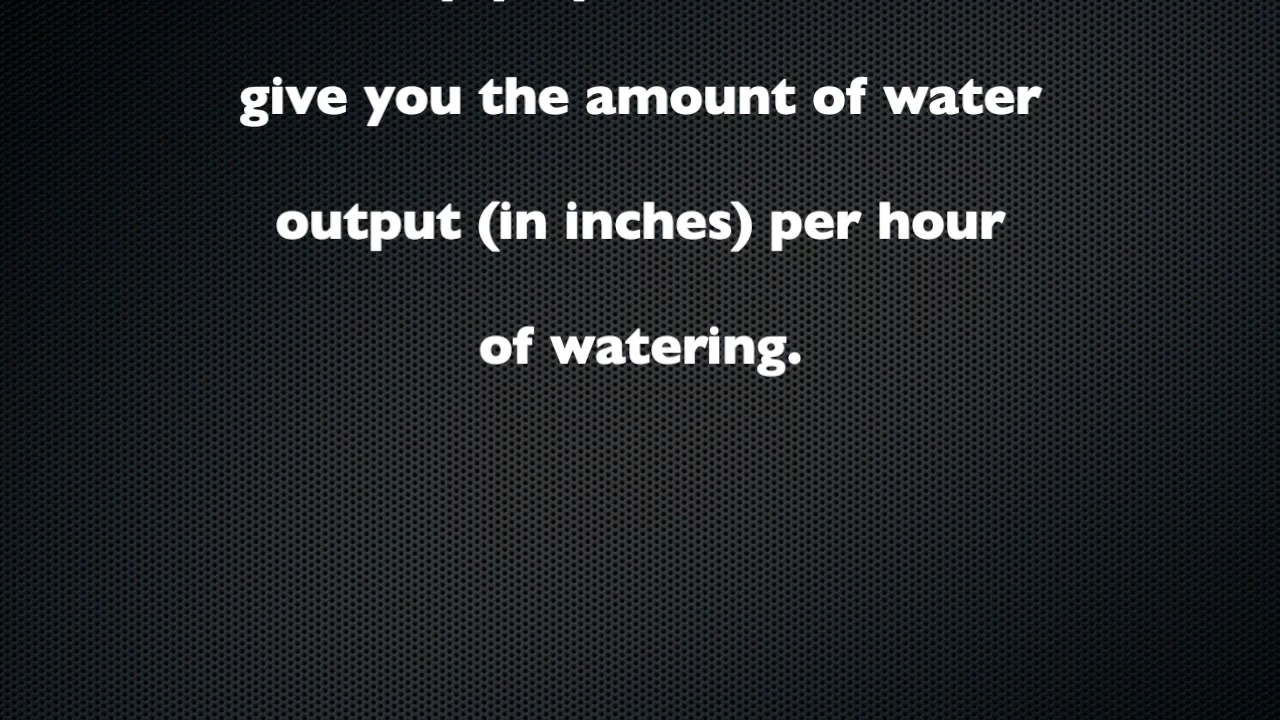 give you the amount of water
output (in inches) per hour
of watering.